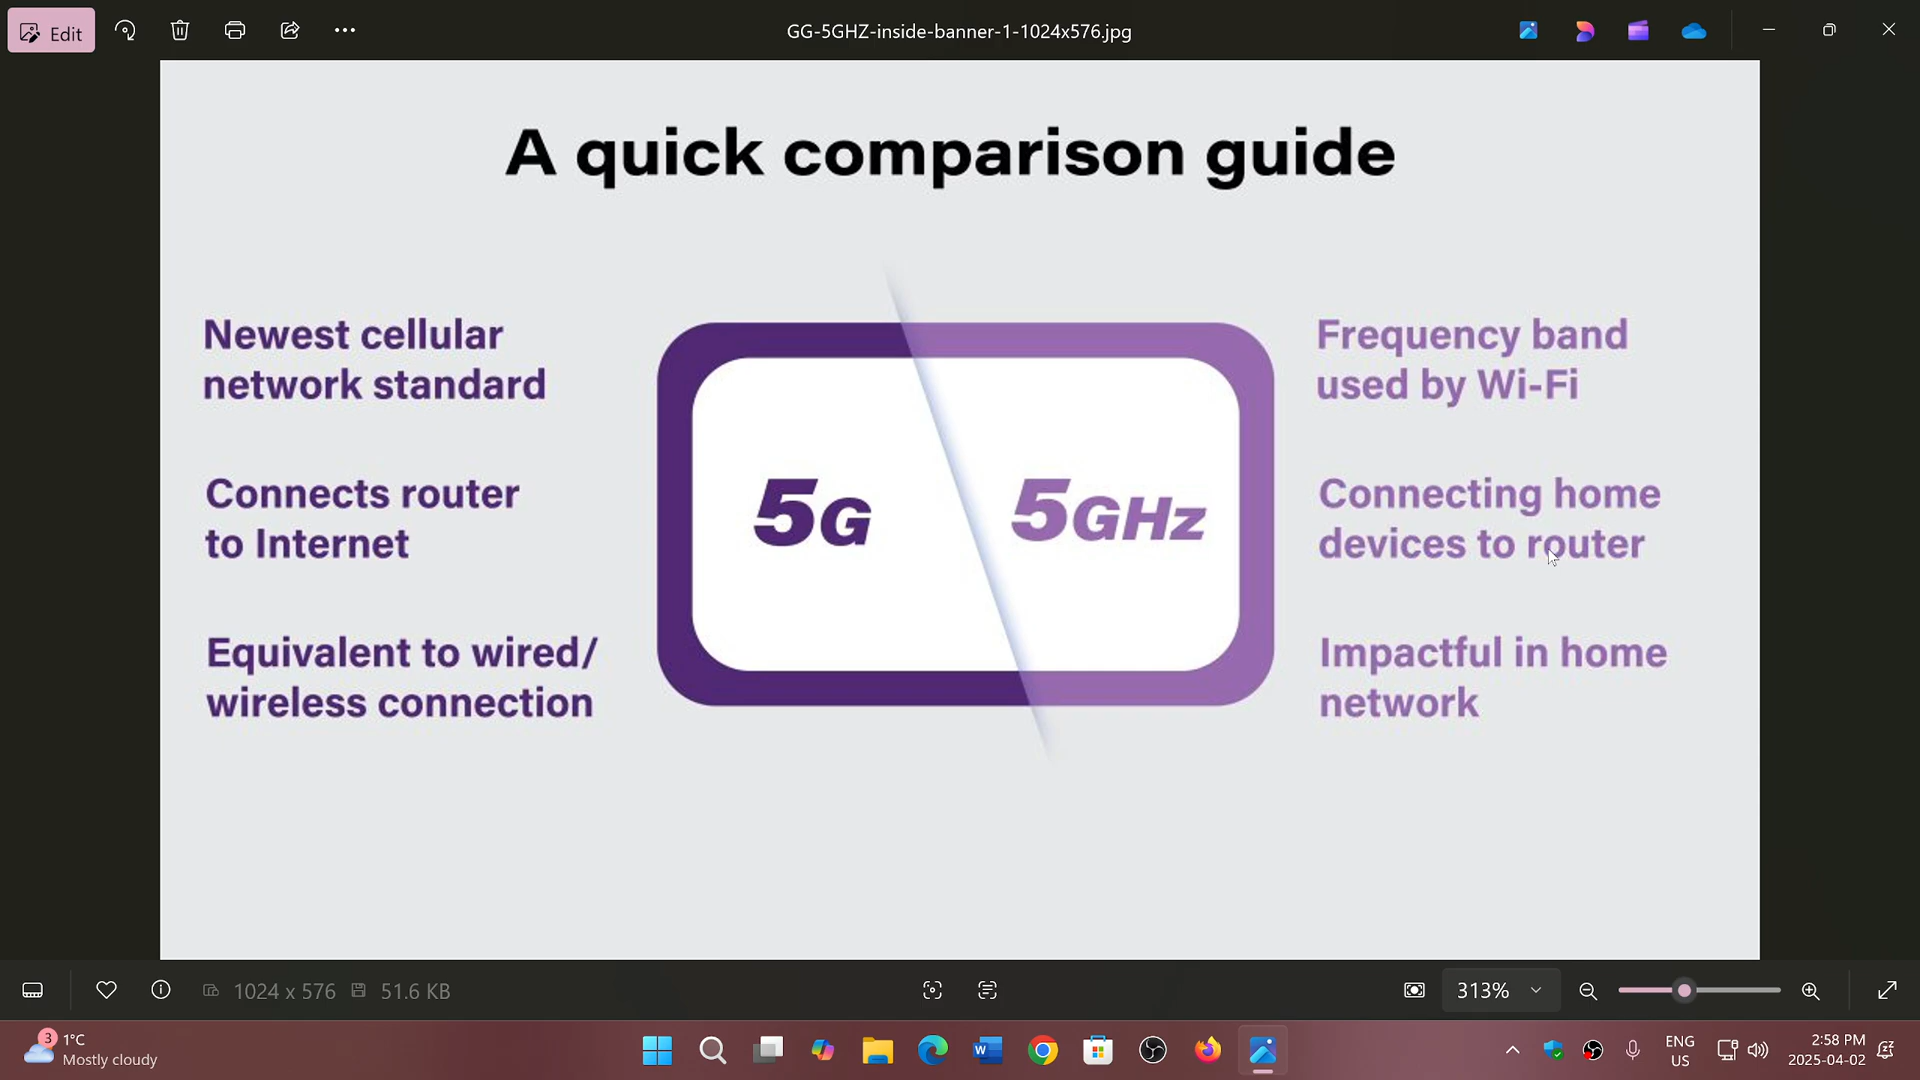 Edit
GG-5GHZ-inside-banner-1-1024x576.jpg
A quick comparison guide
Newest cellular
network standard
Connects router
to Internet
Equivalent to wired/
wireless connection
5G
5GHz
Frequency band
used by Wi-Fi
Connecting home
devices to router
Impactful in home
network
1024 x 576
51.6 KB
313%
3
1°C
Mostly cloudy
W
ENG
US
2:58 PM
2025-04-02